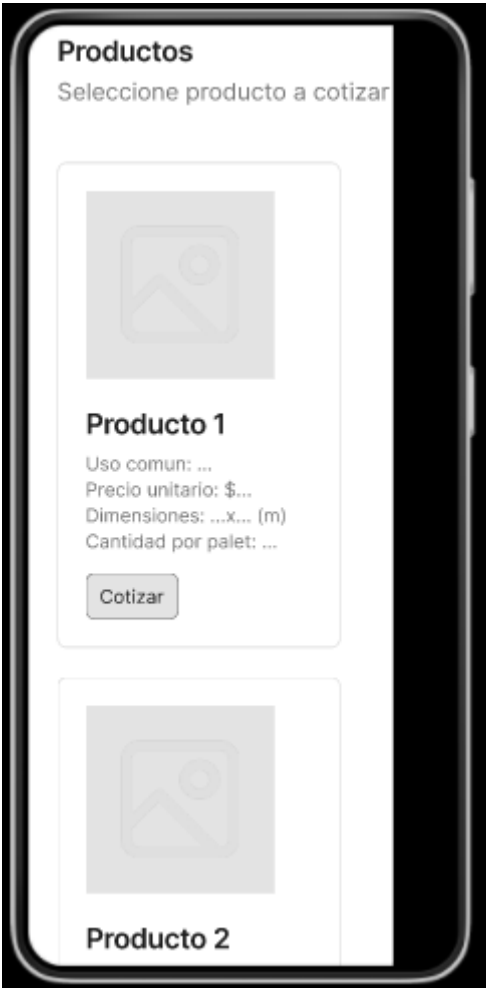 Productos
Seleccione producto a cotizar
Producto 1
Uso comun: ...
Precio unitario: $...
Dimensiones: ...x... (m)
Cantidad por palet: ...
Cotizar
Producto 2